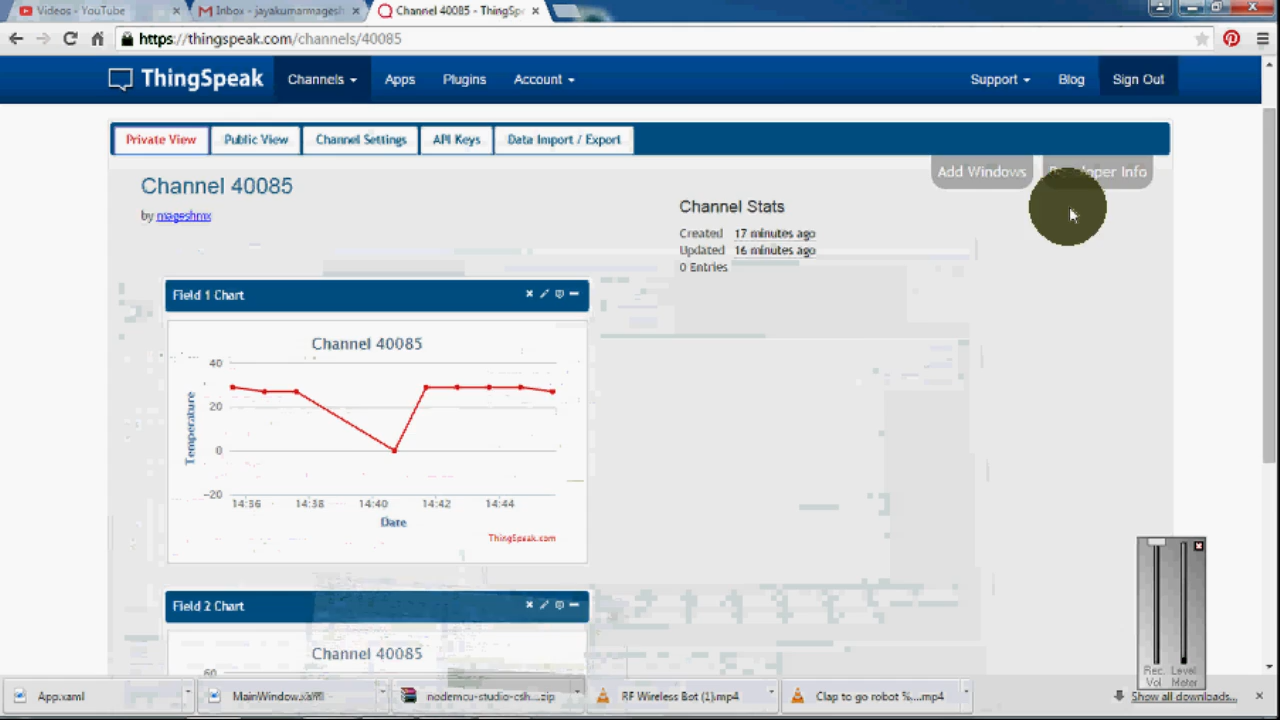 Videos - YouTube
Inbox - jayakumarmagesh
Channel 40085 - ThingSp
https://thingspeak.com/channels/40085
ThingSpeak
Channels
Apps
Plugins
Account
Support
Blog
Sign Out
Private View
Public View
Channel Settings
API Keys
Data Import / Export
Add Windows
Developer Info
Channel 40085
by mageshmx
Channel Stats
Created 17 minutes ago
Updated 16 minutes ago
0 Entries
Field 1 Chart
Channel 40085
40
20
0
-20
Temperature
14:36 14:38 14:40 14:42 14:44
Date
ThingSpeak.com
Field 2 Chart
Channel 40085
60
Rec. Level
Vol Meter
App.xaml
MainWindow.xaml
nodemcu-studio-csh....zip
RF Wireless Bot (1).mp4
Clap to go robot %....mp4
Show all downloads...